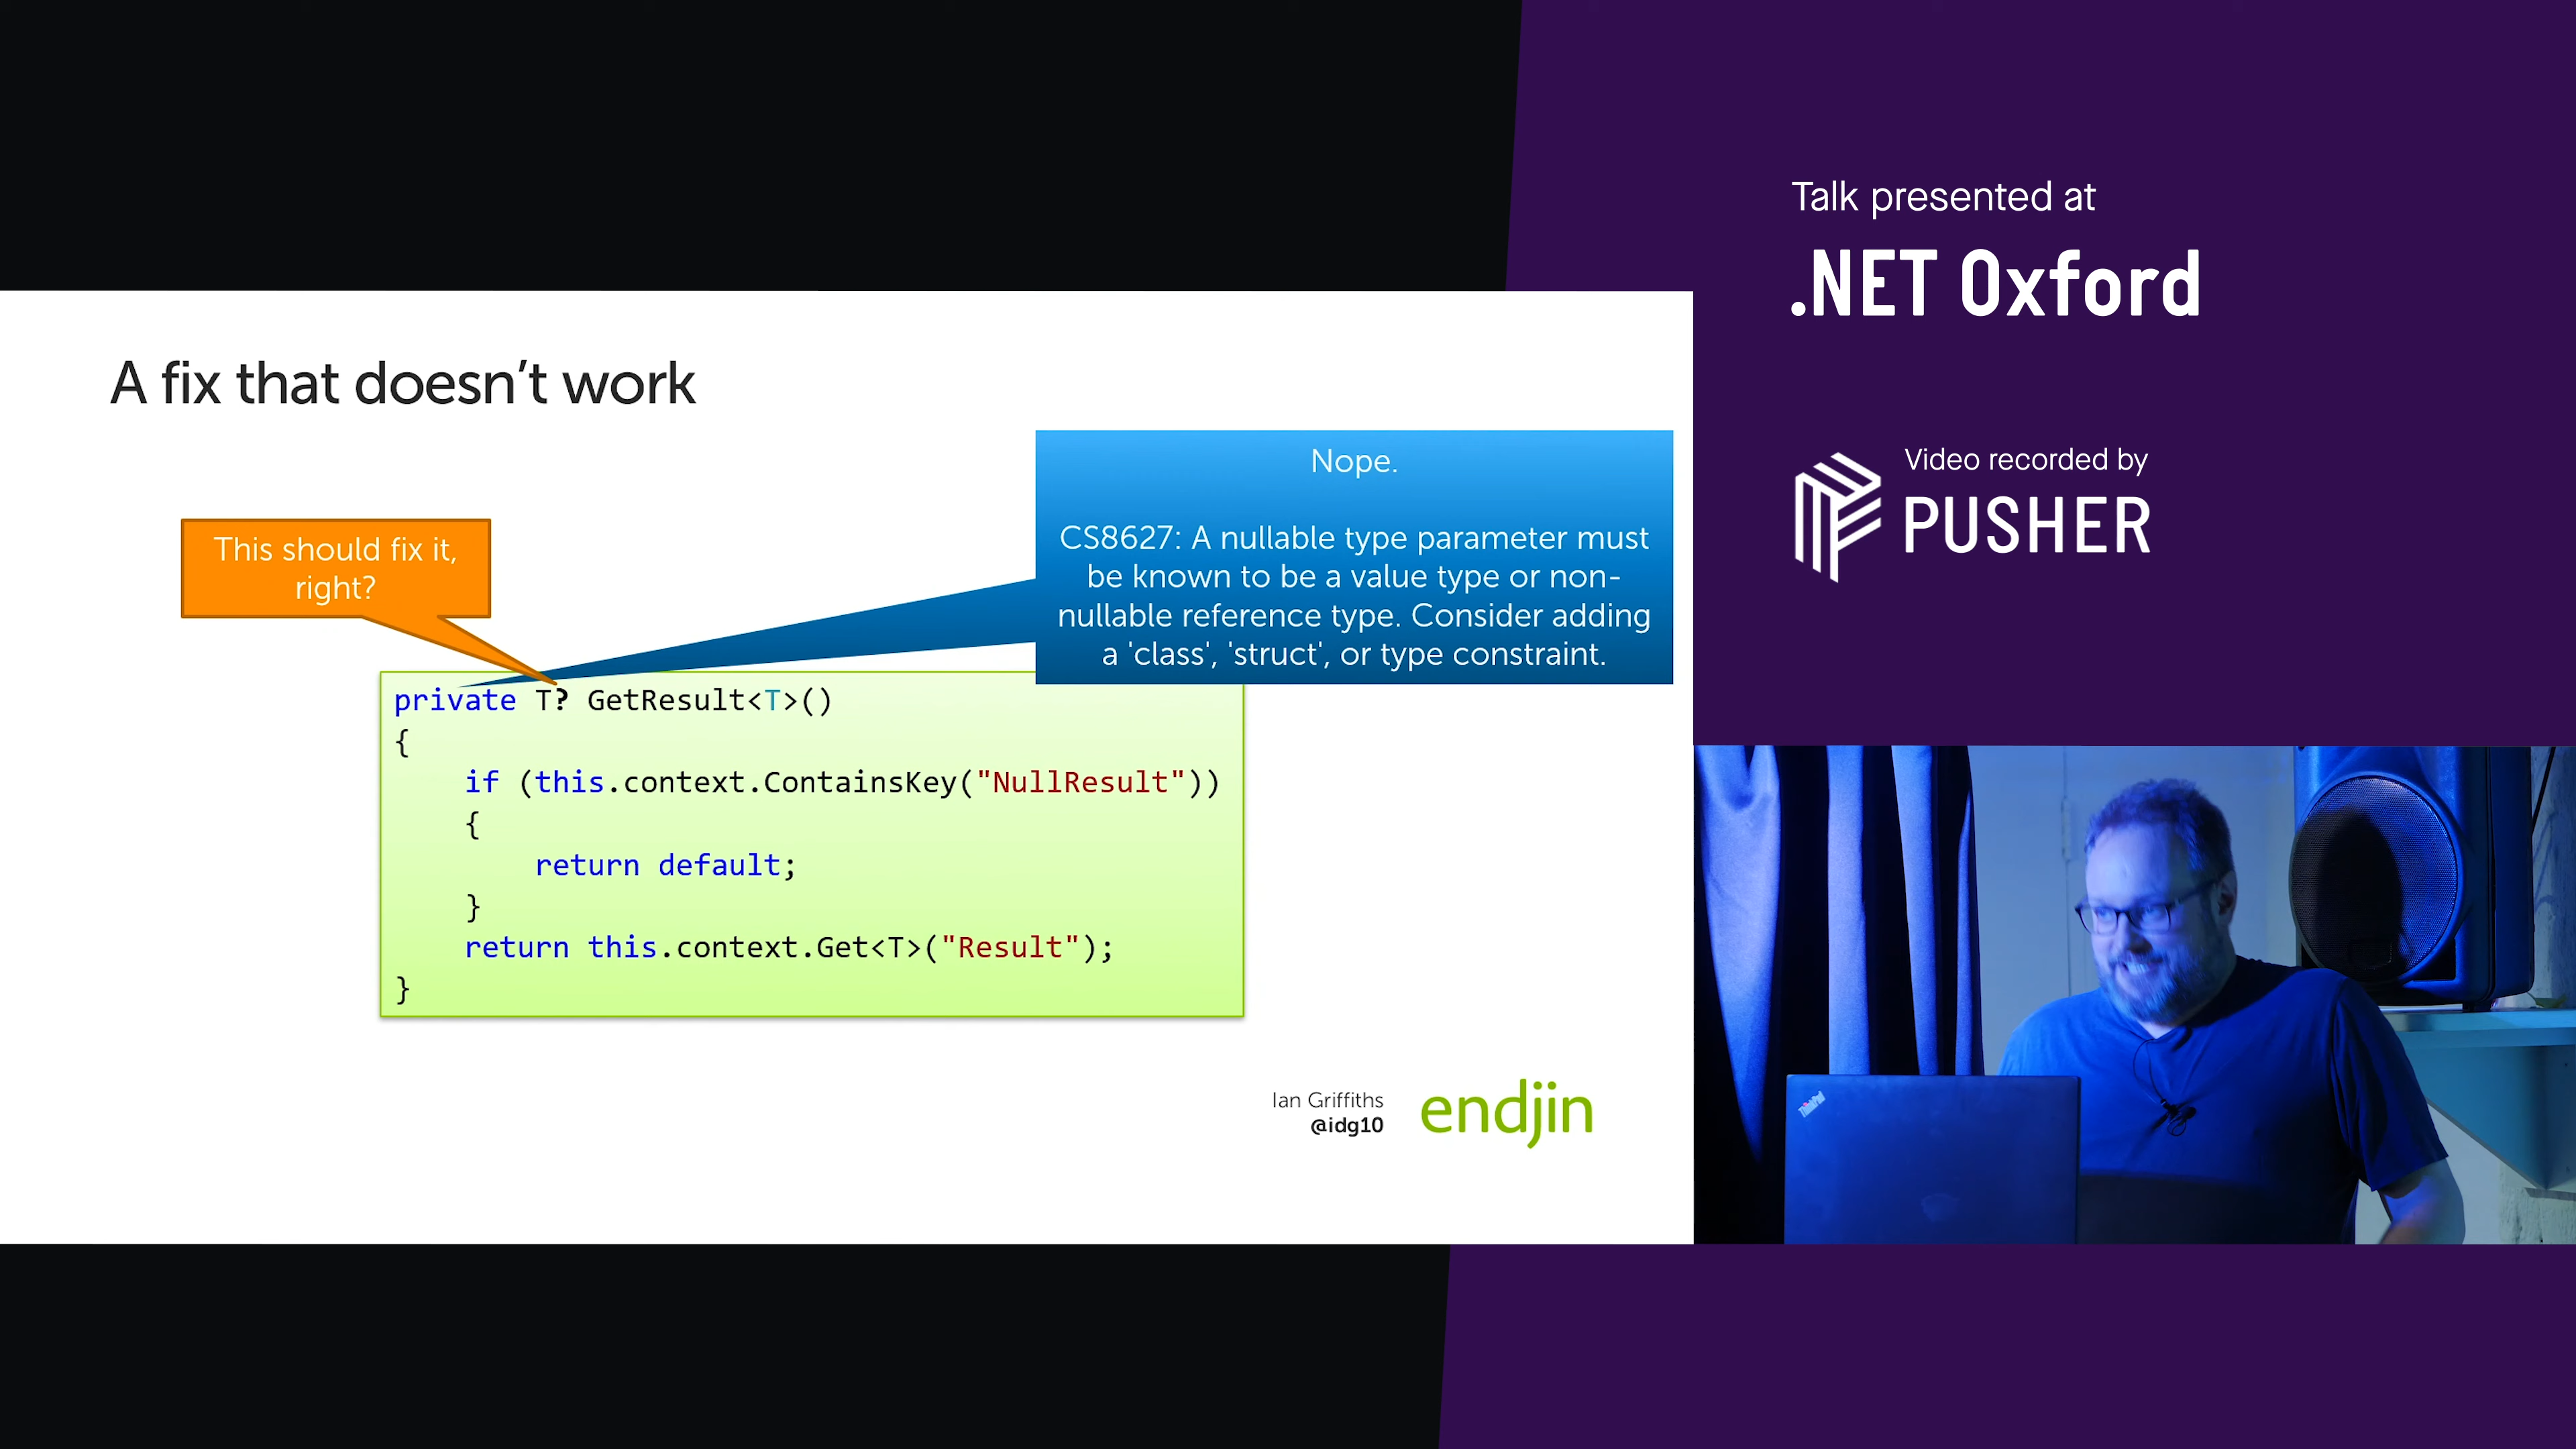 Talk presented at
.NET Oxford
Video recorded by
PUSHER
A fix that doesn't work
Nope.
CS8627: A nullable type parameter must
be known to be a value type or non-
nullable reference type. Consider adding
a 'class', 'struct', or type constraint.
This should fix it,
right?
private T? GetResult<T>()
{
    if (this.context.ContainsKey("NullResult"))
    {
        return default;
    }
    return this.context.Get<T>("Result");
}
Ian Griffiths
@idg10
endjin
ThinkPad